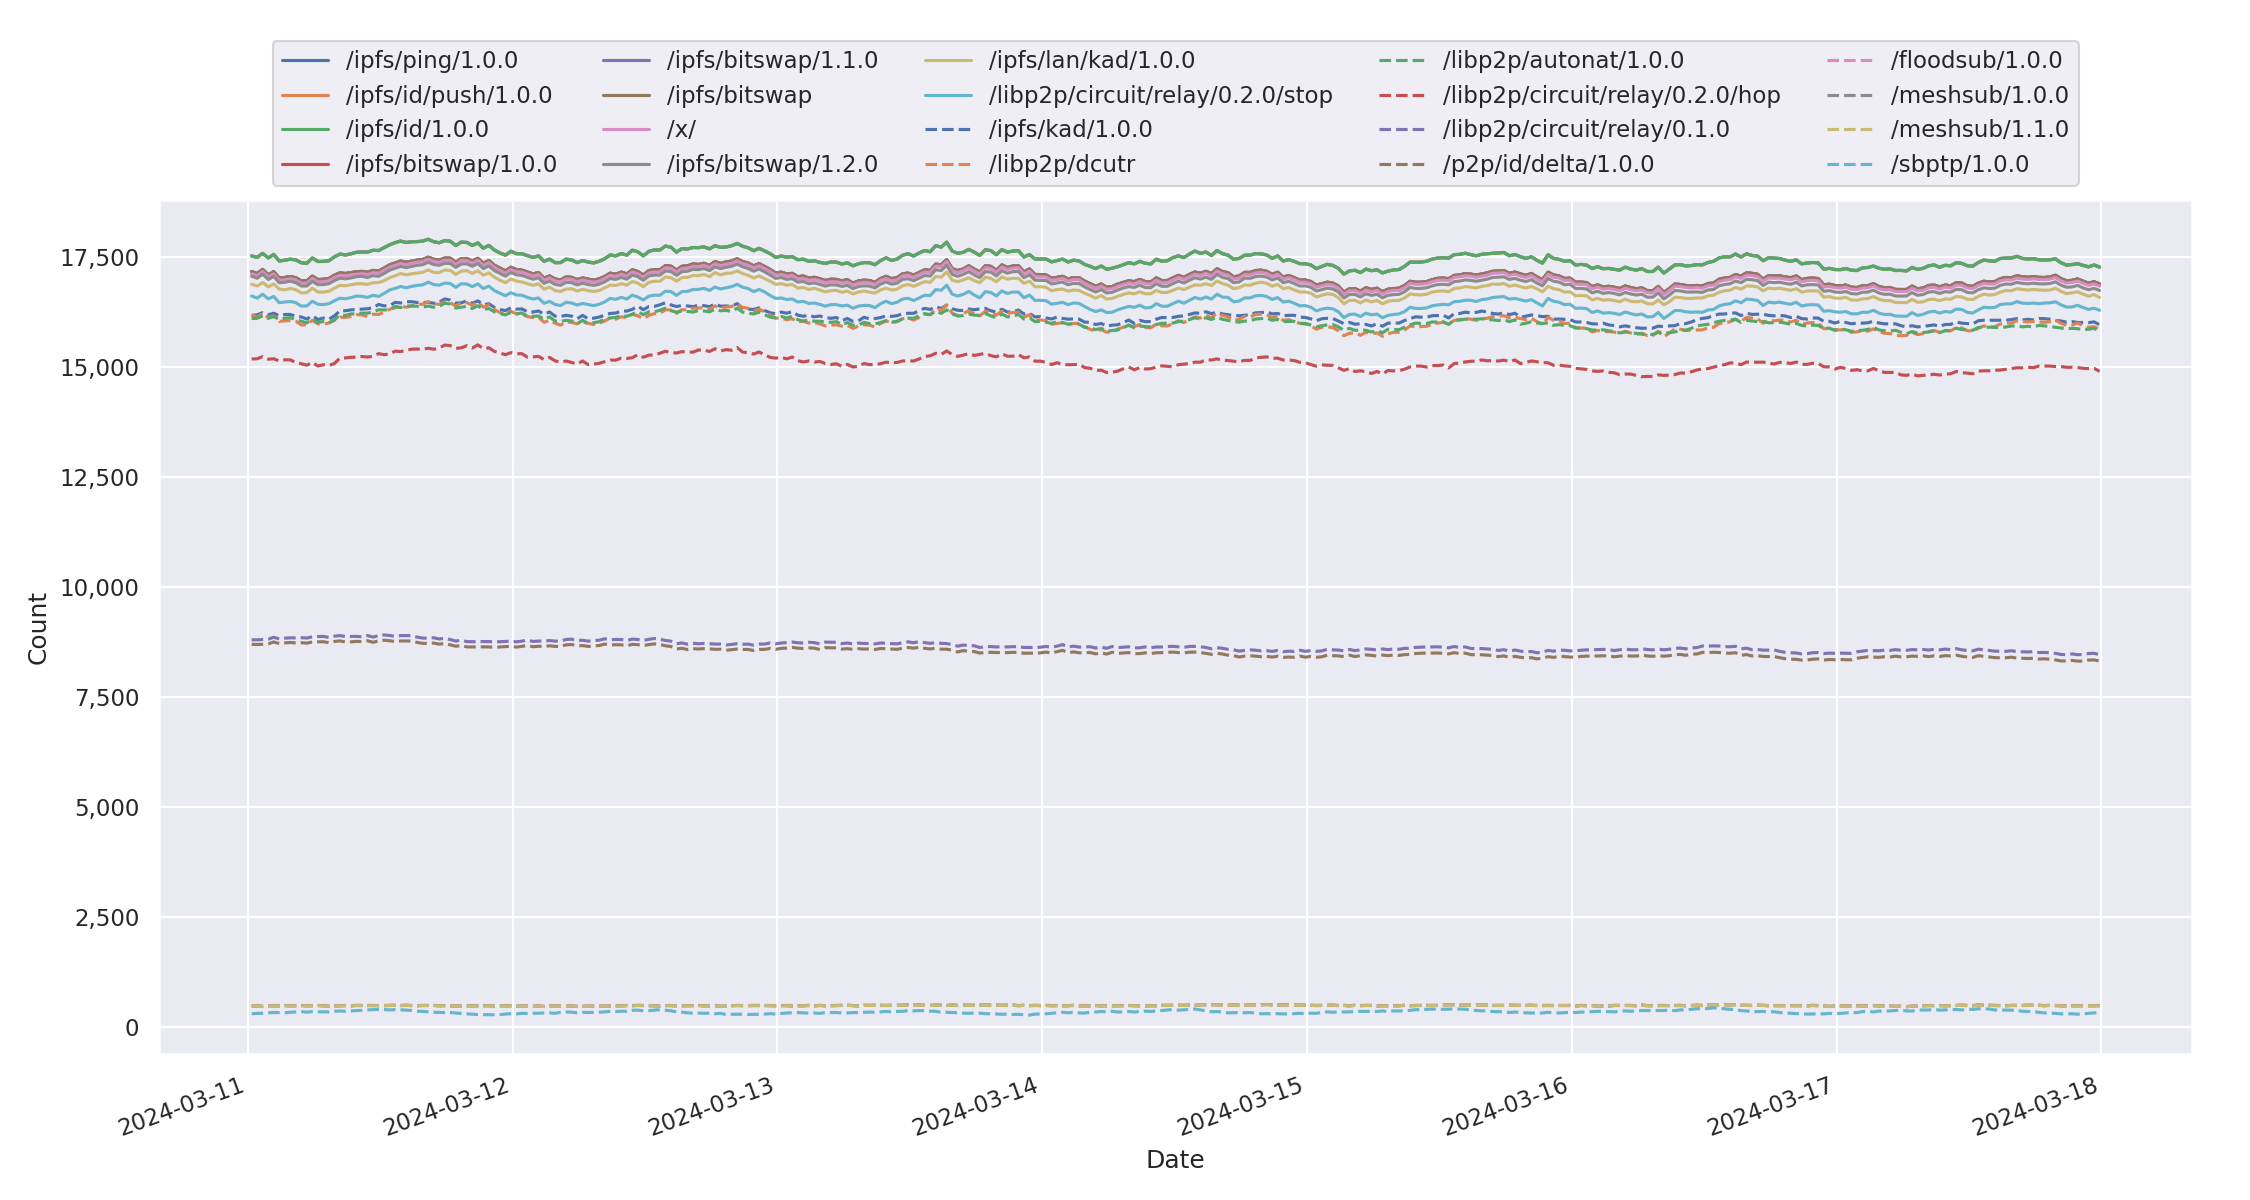 /ipfs/ping/1.0.0
/ipfs/id/push/1.0.0
/ipfs/id/1.0.0
/ipfs/bitswap/1.0.0
/ipfs/bitswap/1.1.0
/ipfs/bitswap
/x/
/ipfs/bitswap/1.2.0
/ipfs/lan/kad/1.0.0
/libp2p/circuit/relay/0.2.0/stop
/ipfs/kad/1.0.0
/libp2p/dcutr
/libp2p/autonat/1.0.0
/libp2p/circuit/relay/0.2.0/hop
/libp2p/circuit/relay/0.1.0
/p2p/id/delta/1.0.0
/floodsub/1.0.0
/meshsub/1.0.0
/meshsub/1.1.0
/sbptp/1.0.0
17,500
15,000
12,500
10,000
7,500
5,000
2,500
0
Count
2024-03-11
2024-03-12
2024-03-13
2024-03-14
2024-03-15
2024-03-16
2024-03-17
2024-03-18
Date